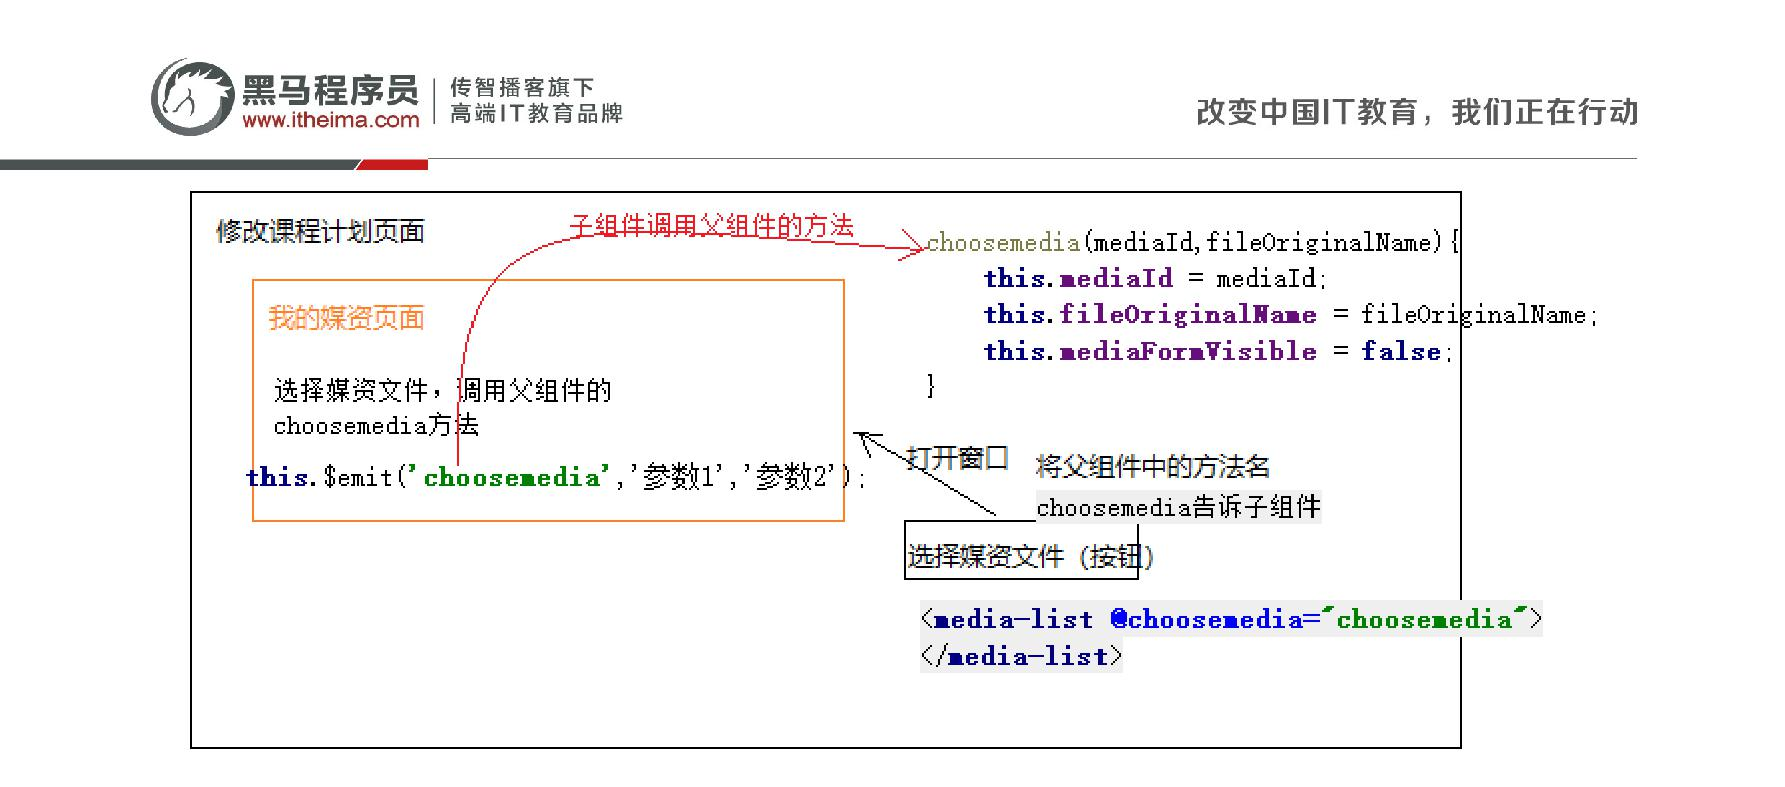 黑马程序员
www.itheima.com
传智播客旗下
高端IT教育品牌
改变中国IT教育，我们正在行动
修改课程计划页面
子组件调用父组件的方法
choosemedia(mediaId,fileOriginalName){
this.mediaId = mediaId;
this.fileOriginalName = fileOriginalName;
this.mediaFormVisible = false;
}
我的媒资页面
选择媒资文件，调用父组件的
choosemedia方法
this.$emit('choosemedia','参数1','参数2');
打开窗口
将父组件中的方法名
choosemedia告诉子组件
选择媒资文件（按钮）
<media-list @choosemedia="choosemedia">
</media-list>